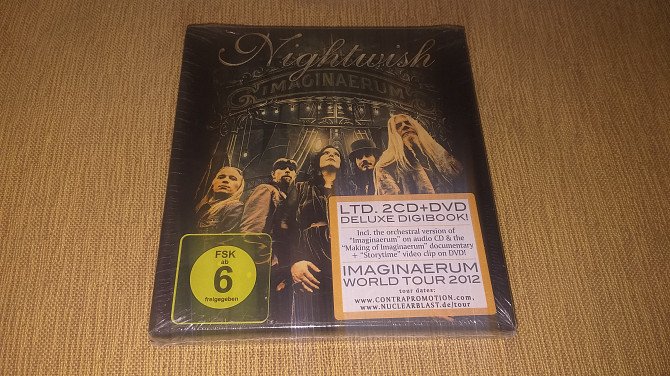 Nightwish
IMAGINAERUM
LTD. 2CD+DVD
DELUXE DIGIBOOK!
Incl. the orchestral version of
"Imaginaerum" on audio CD & the
"Making of Imaginaerum" documentary
+ "Storytime" video clip on DVD!
IMAGINAERUM
WORLD TOUR 2012
tour dates:
www.CONTRAPROMOTION.com,
www.NUCLEARBLAST.de/tour
FSK
ab
6
freigegeben